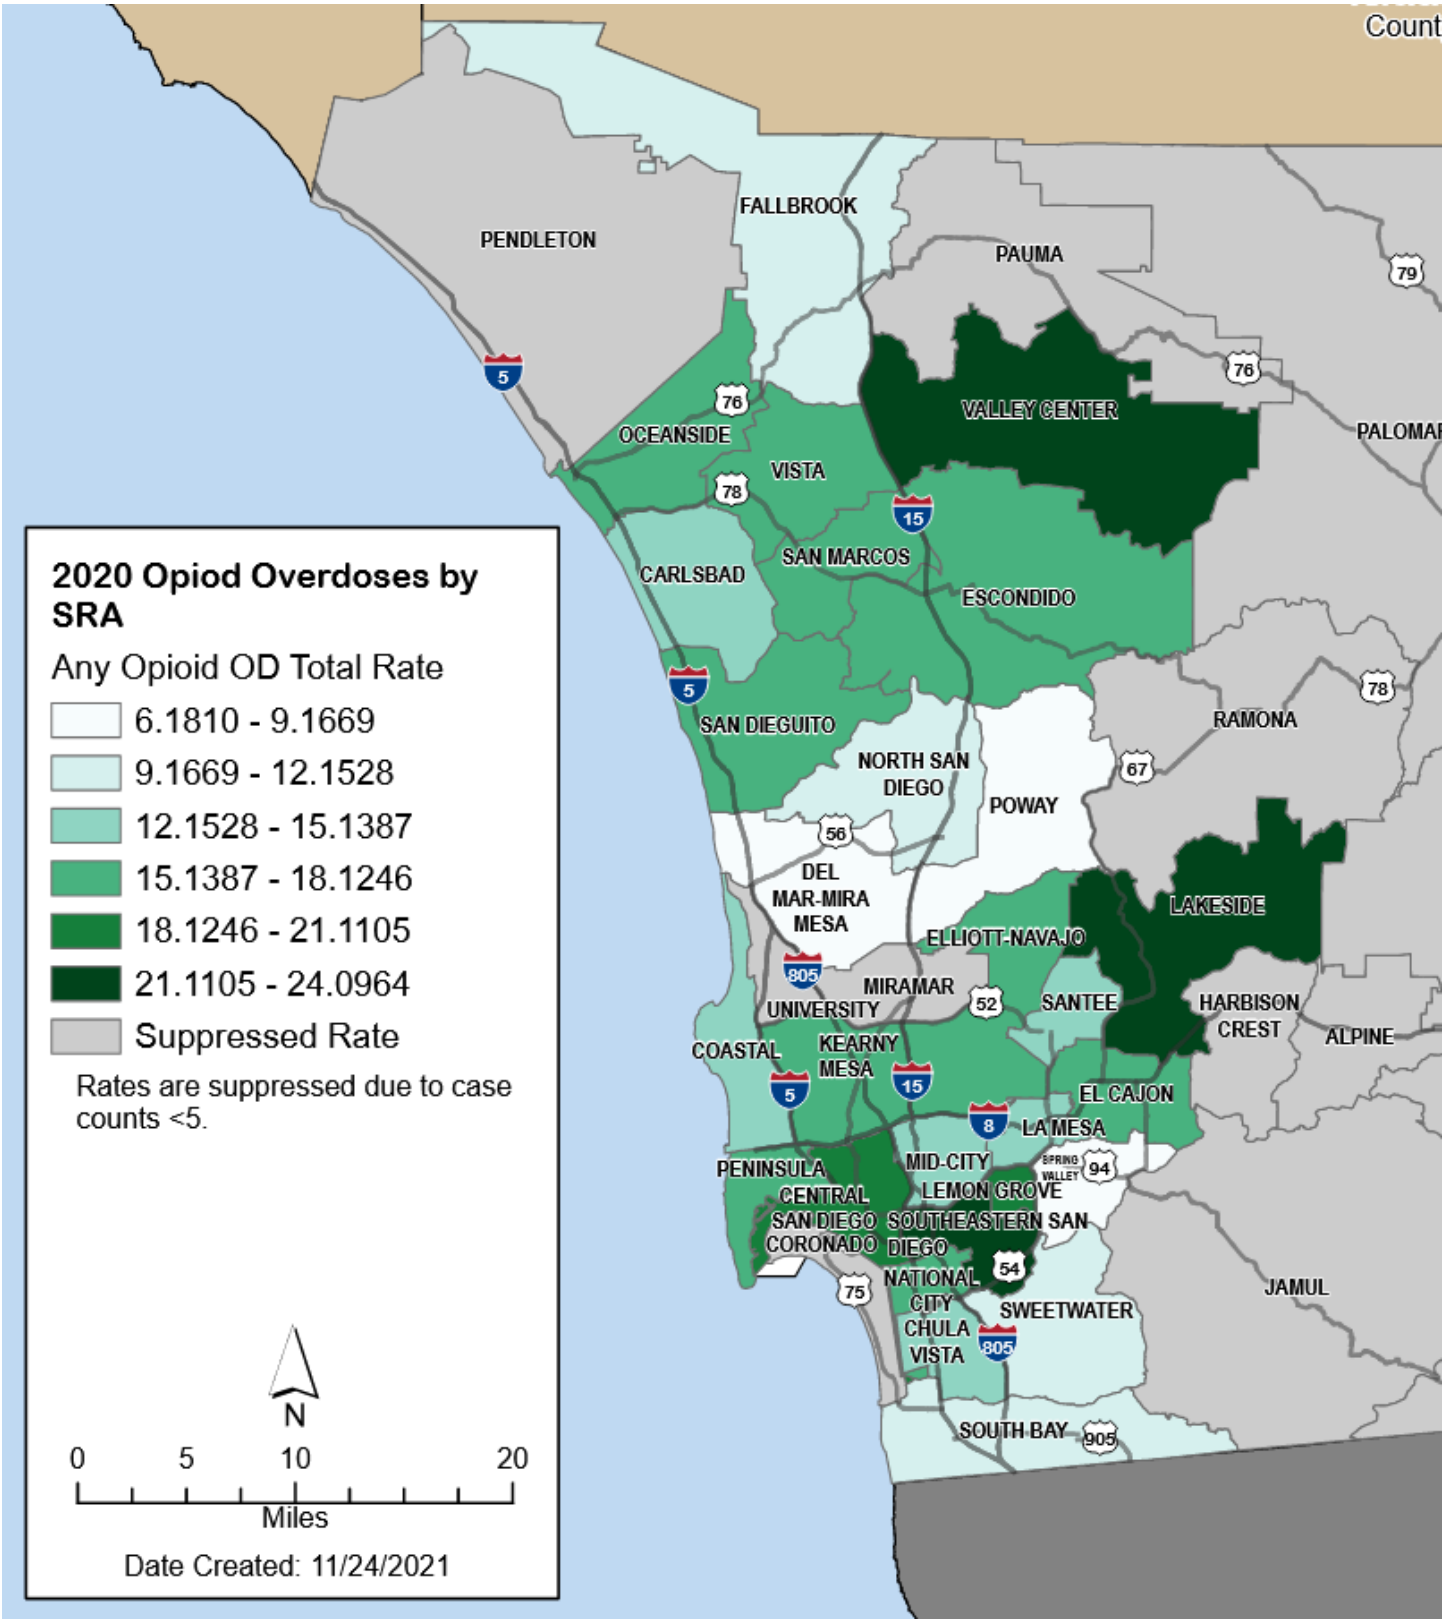 Count
PENDLETON
FALLBROOK
PAUMA
79
5
76
76
VALLEY CENTER
OCEANSIDE
PALOMAR
VISTA
78
15
SAN MARCOS
CARLSBAD
ESCONDIDO
5
78
SAN DIEGUITO
RAMONA
NORTH SAN
DIEGO
67
POWAY
56
DEL
MAR-MIRA
MESA
LAKESIDE
ELLIOTT-NAVAJO
805
MIRAMAR
52
SANTEE
HARBISON
CREST
UNIVERSITY
ALPINE
COASTAL
KEARNY
MESA
5
15
EL CAJON
8
LA MESA
PENINSULA
MID-CITY
SPRING
VALLEY
94
CENTRAL
SAN DIEGO
LEMON GROVE
SOUTHEASTERN SAN
DIEGO
CORONADO
54
75
NATIONAL
CITY
JAMUL
SWEETWATER
CHULA
VISTA
805
SOUTH BAY
905
2020 Opiod Overdoses by
SRA
Any Opioid OD Total Rate
6.1810 - 9.1669
9.1669 - 12.1528
12.1528 - 15.1387
15.1387 - 18.1246
18.1246 - 21.1105
21.1105 - 24.0964
Suppressed Rate
Rates are suppressed due to case
counts <5.
N
0 5 10 20
Miles
Date Created: 11/24/2021